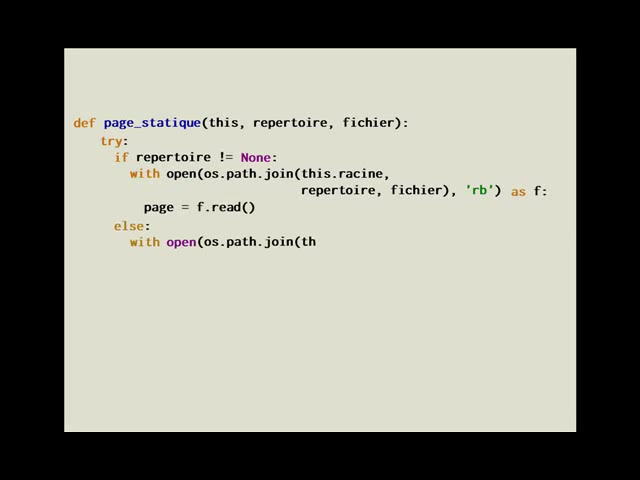 def page_statique(this, repertoire, fichier):
try:
if repertoire != None:
with open(os.path.join(this.racine,
repertoire, fichier), 'rb') as f:
page = f.read()
else:
with open(os.path.join(th